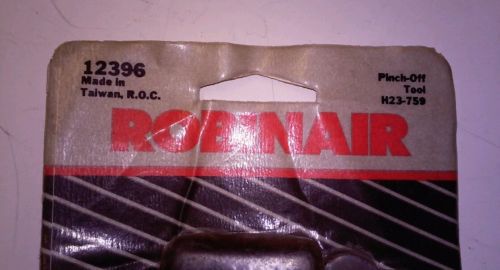 12396
Made in
Taiwan, R.O.C.
Pinch-Off
Tool
H23-759
ROBINAIR